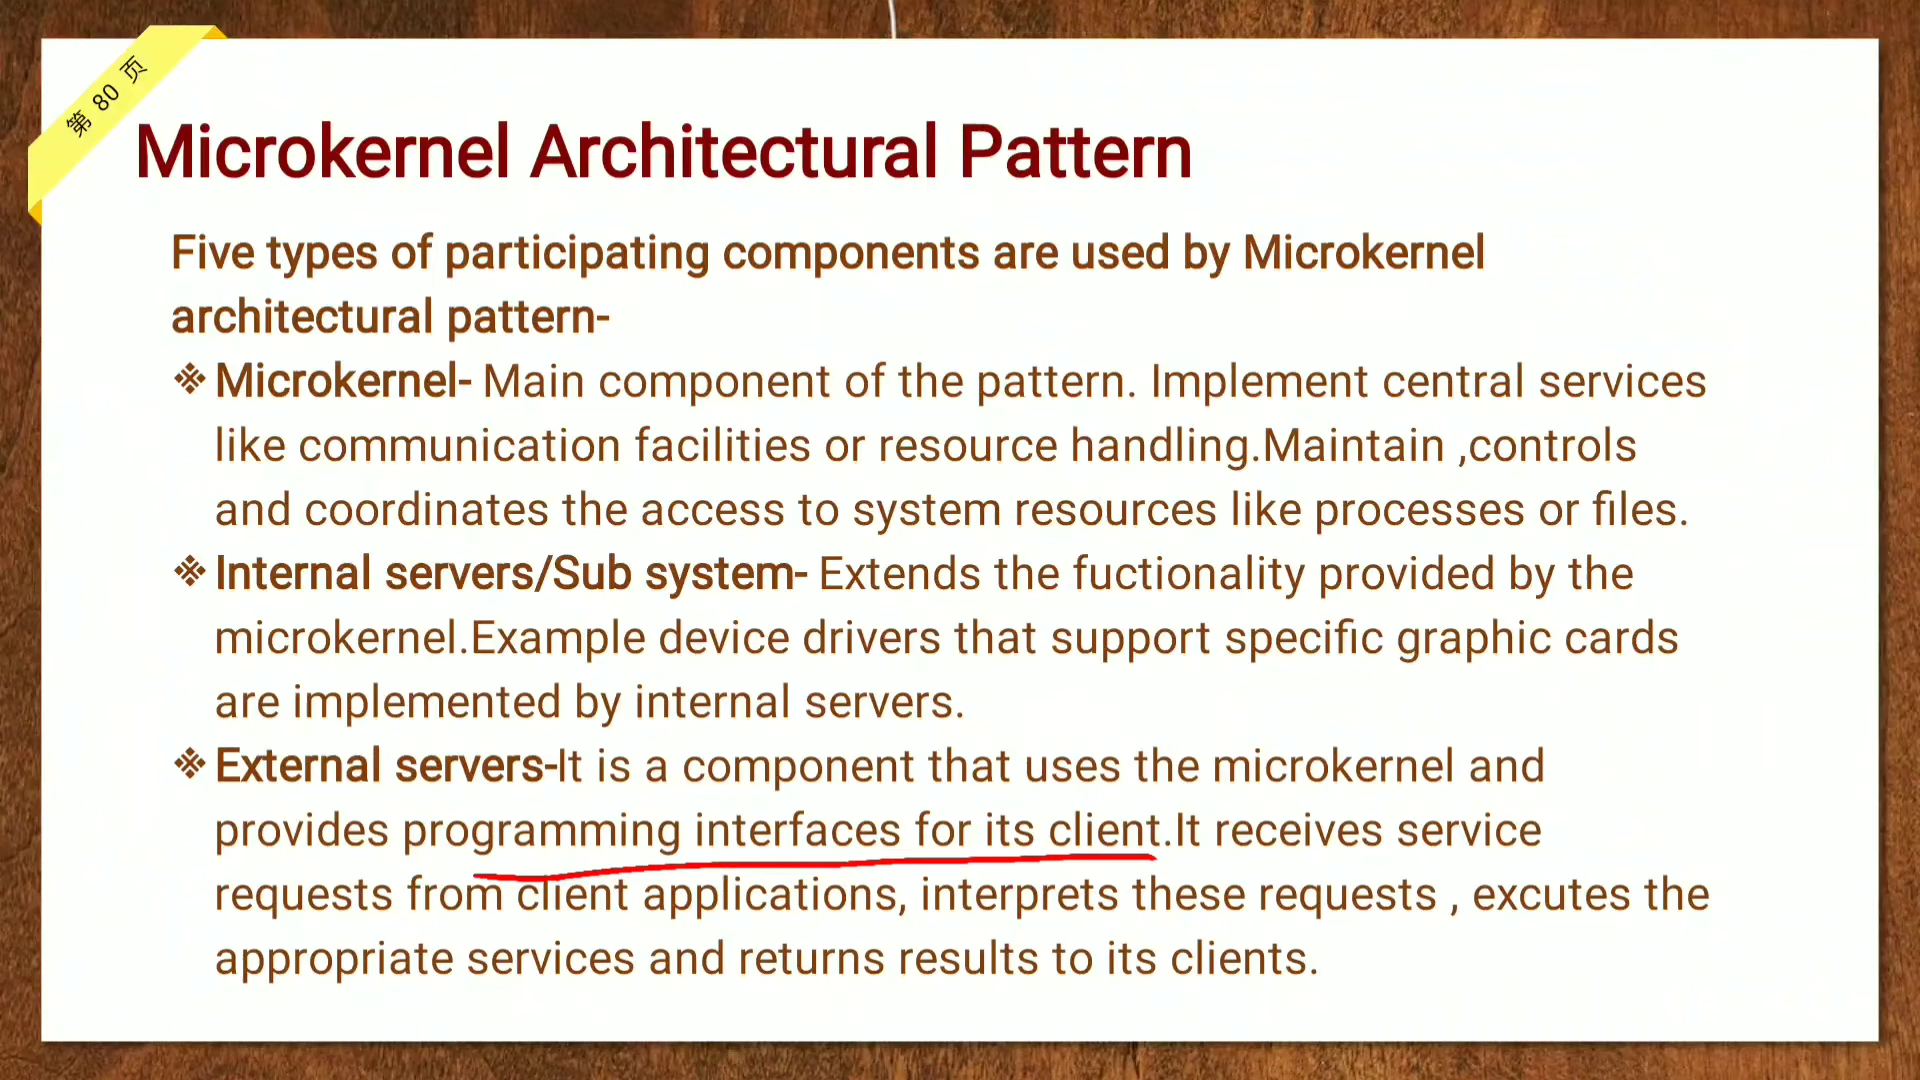 第 80 页
Microkernel Architectural Pattern
Five types of participating components are used by Microkernel
architectural pattern-
❖ Microkernel- Main component of the pattern. Implement central services
like communication facilities or resource handling.Maintain ,controls
and coordinates the access to system resources like processes or files.
❖ Internal servers/Sub system- Extends the fuctionality provided by the
microkernel.Example device drivers that support specific graphic cards
are implemented by internal servers.
❖ External servers-It is a component that uses the microkernel and
provides programming interfaces for its client.It receives service
requests from client applications, interprets these requests , excutes the
appropriate services and returns results to its clients.